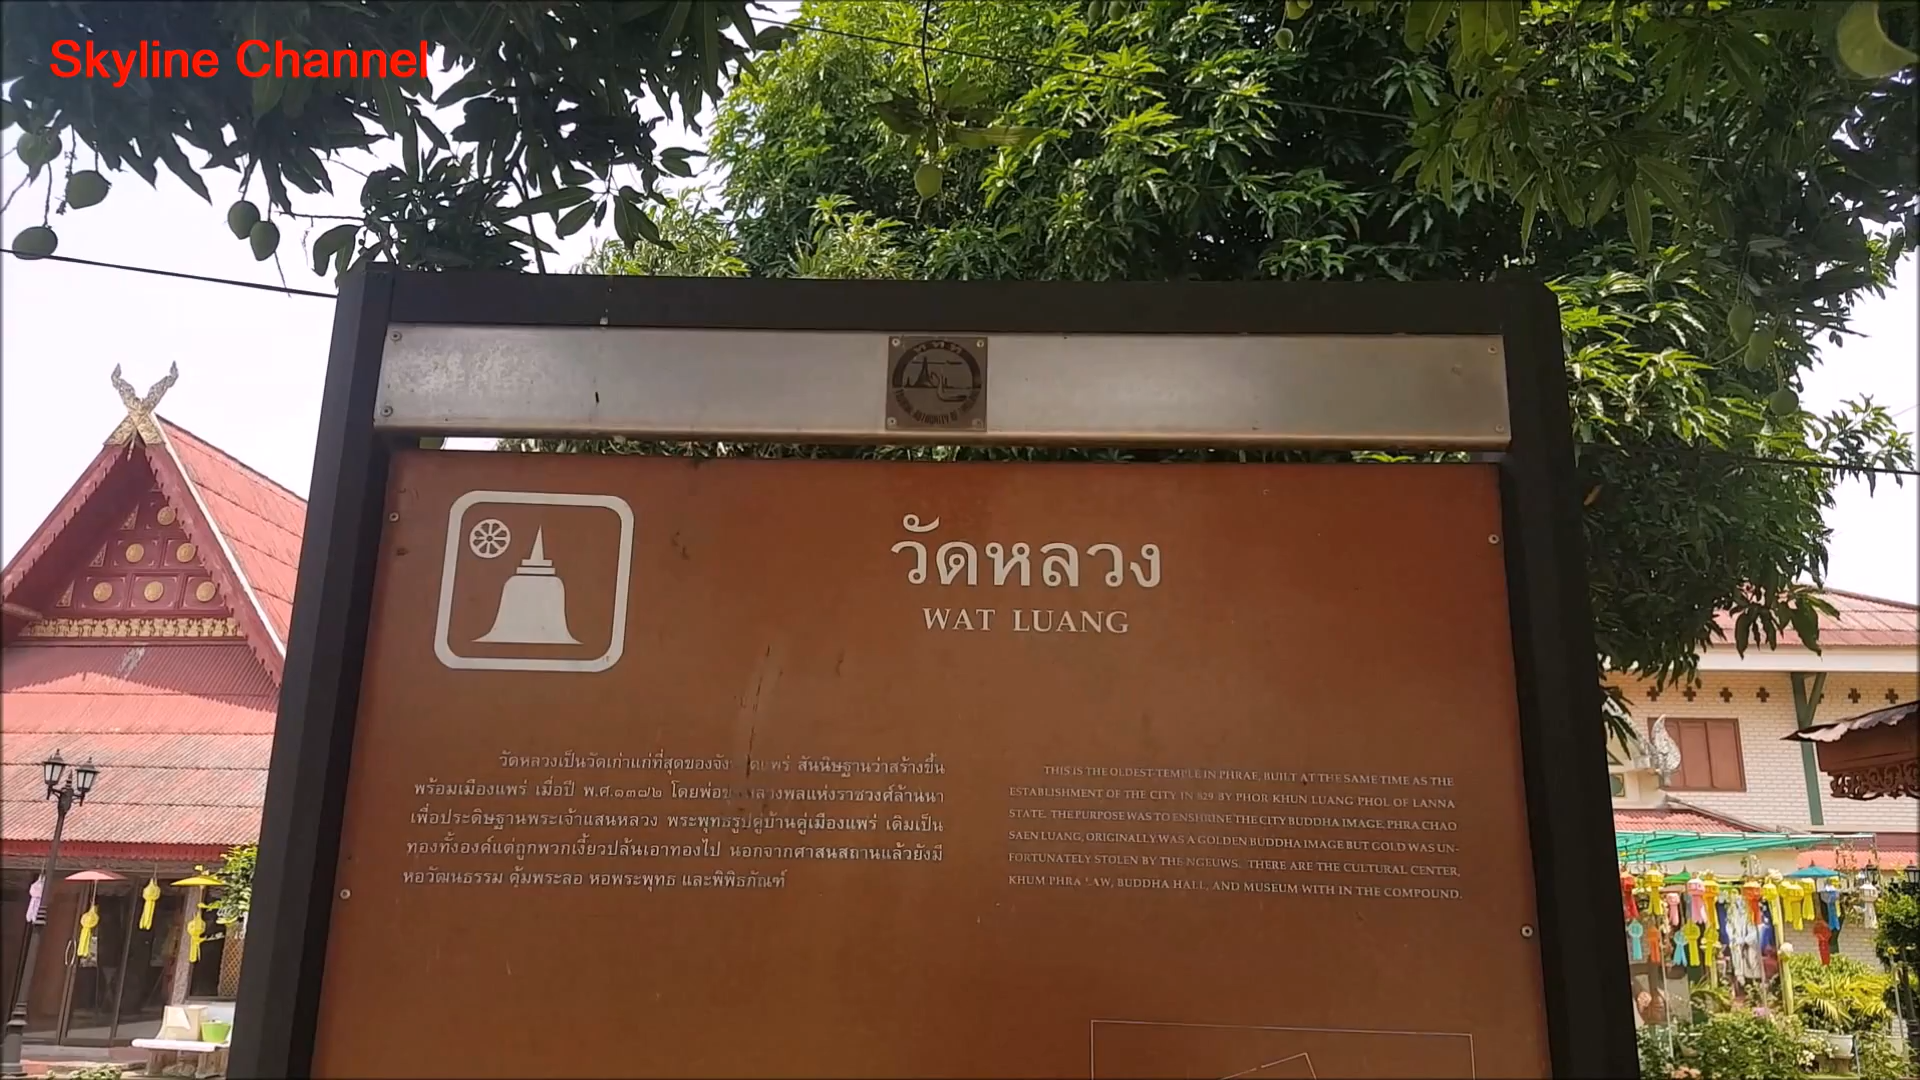 Skyline Channel
ททท
TOURISM AUTHORITY OF THAILAND
วัดหลวง
WAT LUANG
วัดหลวงเป็นวัดเก่าแก่ที่สุดของจังหวัดแพร่ สันนิษฐานว่าสร้างขึ้น
พร้อมเมืองแพร่ เมื่อปี พ.ศ.๑๓๗๒ โดยพ่อขุนหลวงพลแห่งราชวงศ์ล้านนา
เพื่อประดิษฐานพระเจ้าแสนหลวง พระพุทธรูปคู่บ้านคู่เมืองแพร่ เดิมเป็น
ทองทั้งองค์แต่ถูกพวกเงี้ยวปล้นเอาทองไป นอกจากศาสนสถานแล้วยังมี
หอวัฒนธรรม คุ้มพระลอ หอพระพุทธ และพิพิธภัณฑ์
THIS IS THE OLDEST TEMPLE IN PHRAE, BUILT AT THE SAME TIME AS THE
ESTABLISHMENT OF THE CITY IN 829 BY PHOR KHUN LUANG PHOL OF LANNA
STATE. THE PURPOSE WAS TO ENSHRINE THE CITY BUDDHA IMAGE, PHRA CHAO
SAEN LUANG, ORIGINALLY WAS A GOLDEN BUDDHA IMAGE BUT GOLD WAS UN-
FORTUNATELY STOLEN BY THE NGEUWS. THERE ARE THE CULTURAL CENTER,
KHUM PHRA LAW, BUDDHA HALL, AND MUSEUM WITH IN THE COMPOUND.